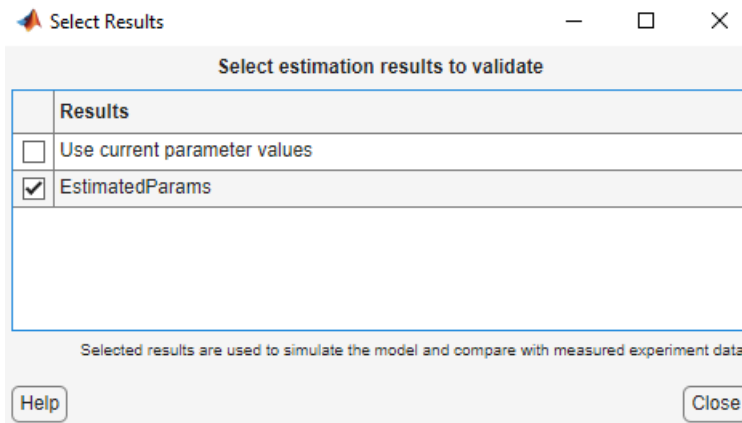 Select Results
Select estimation results to validate
Results
Use current parameter values
EstimatedParams
Selected results are used to simulate the model and compare with measured experiment data
Help
Close